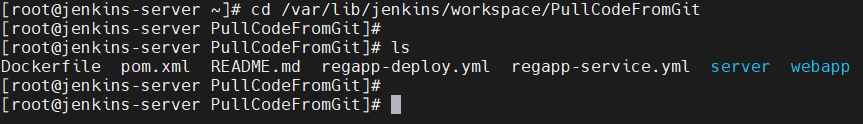 [root@jenkins-server ~]# cd /var/lib/jenkins/workspace/PullCodeFromGit
[root@jenkins-server PullCodeFromGit]#
[root@jenkins-server PullCodeFromGit]# ls
Dockerfile  pom.xml  README.md  regapp-deploy.yml  regapp-service.yml  server  webapp
[root@jenkins-server PullCodeFromGit]#
[root@jenkins-server PullCodeFromGit]#